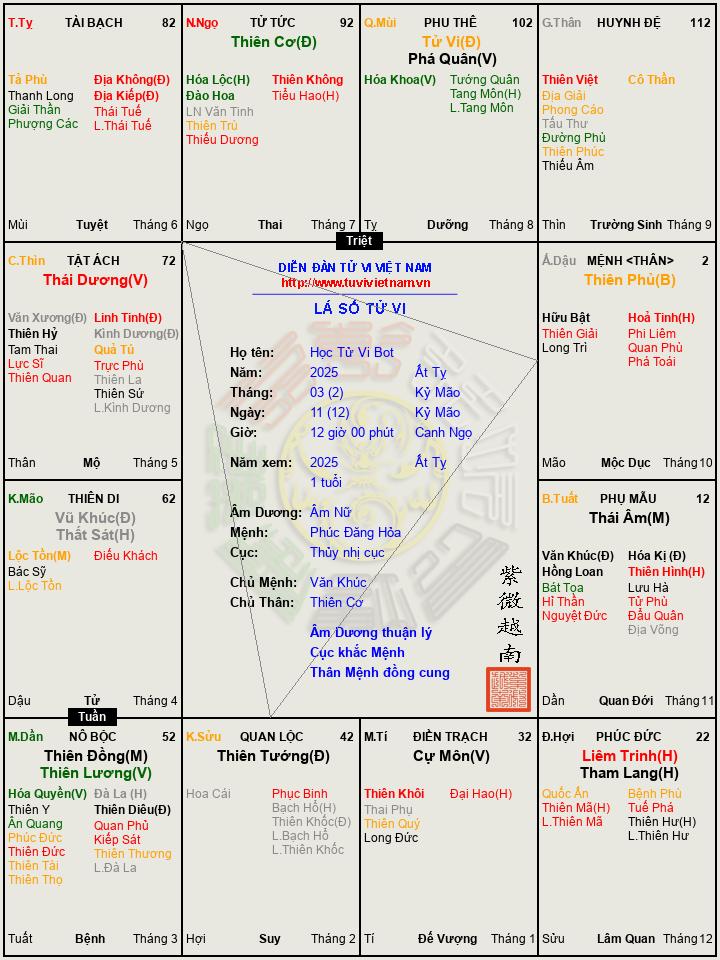 T.Tỵ TÀI BẠCH 82
Tả Phù Địa Không(Đ)
Thanh Long Địa Kiếp(Đ)
Giải Thần Thái Tuế
Phượng Các L.Thái Tuế
Mùi Tuyệt Tháng 6
N.Ngọ TỬ TỨC 92
Thiên Cơ(Đ)
Hóa Lộc(H) Thiên Không
Đào Hoa Tiểu Hao(H)
LN Văn Tinh
Thiên Trù
Thiếu Dương
Ngọ Thai Tháng 7
Q.Mùi PHU THÊ 102
Tử Vi(Đ)
Phá Quân(V)
Hóa Khoa(V) Tướng Quân
Tang Môn(H)
L.Tang Môn
Tỵ Dưỡng Tháng 8
G.Thân HUYNH ĐỆ 112
Thiên Việt Cô Thần
Địa Giải
Phong Cáo
Tấu Thư
Đường Phù
Thiên Phúc
Thiếu Âm
Thìn Trường Sinh Tháng 9
Triệt
C.Thìn TẬT ÁCH 72
Thái Dương(V)
Văn Xương(Đ) Linh Tinh(Đ)
Thiên Hỷ Kình Dương(Đ)
Tam Thai Quả Tú
Lực Sĩ Trực Phù
Thiên Quan Thiên La
Thiên Sứ
L.Kình Dương
Thân Mộ Tháng 5
DIỄN ĐÀN TỬ VI VIỆT NAM
http://www.tuvivietnam.vn
LÁ SỐ TỬ VI
Họ tên: Học Tử Vi Bot
Năm: 2025 Ất Tỵ
Tháng: 03 (2) Kỷ Mão
Ngày: 11 (12) Kỷ Mão
Giờ: 12 giờ 00 phút Canh Ngọ
Năm xem: 2025 Ất Tỵ
1 tuổi
Âm Dương: Âm Nữ
Mệnh: Phúc Đăng Hỏa
Cục: Thủy nhị cục
Chủ Mệnh: Văn Khúc
Chủ Thân: Thiên Cơ
Âm Dương thuận lý
Cục khắc Mệnh
Thân Mệnh đồng cung
紫
微
越
南
Ấ.Dậu MỆNH <THÂN> 2
Thiên Phủ(B)
Hữu Bật Hoả Tinh(H)
Thiên Giải Phi Liêm
Long Trì Quan Phù
Phá Toái
Mão Mộc Dục Tháng 10
K.Mão THIÊN DI 62
Vũ Khúc(Đ)
Thất Sát(H)
Lộc Tồn(M) Điếu Khách
Bác Sỹ
L.Lộc Tồn
Dậu Tử Tháng 4
B.Tuất PHỤ MẪU 12
Thái Âm(M)
Văn Khúc(Đ) Hóa Kị (Đ)
Hồng Loan Thiên Hình(H)
Bát Tọa Lưu Hà
Hỉ Thần Tử Phù
Nguyệt Đức Đẩu Quân
Địa Võng
Dần Quan Đới Tháng 11
Tuần
M.Dần NÔ BỘC 52
Thiên Đồng(M)
Thiên Lương(V)
Hóa Quyền(V) Đà La (H)
Thiên Y Thiên Diêu(Đ)
Ân Quang Quan Phủ
Phúc Đức Kiếp Sát
Thiên Đức Thiên Thương
Thiên Tài L.Đà La
Thiên Thọ
Tuất Bệnh Tháng 3
K.Sửu QUAN LỘC 42
Thiên Tướng(Đ)
Hoa Cái Phục Binh
Bạch Hổ(H)
Thiên Khốc(Đ)
L.Bạch Hổ
L.Thiên Khốc
Hợi Suy Tháng 2
M.Tí ĐIỀN TRẠCH 32
Cự Môn(V)
Thiên Khôi Đại Hao(H)
Thai Phụ
Thiên Quý
Long Đức
Tí Đế Vượng Tháng 1
Đ.Hợi PHÚC ĐỨC 22
Liêm Trinh(H)
Tham Lang(H)
Quốc Ấn Bệnh Phù
Thiên Mã(H) Tuế Phá
L.Thiên Mã Thiên Hư(H)
L.Thiên Hư
Sửu Lâm Quan Tháng 12